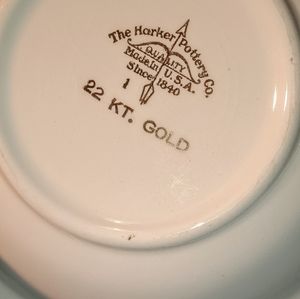 The Harker Pottery Co.
QUALITY
Made in U.S.A.
Since 1840
1
22 KT. GOLD